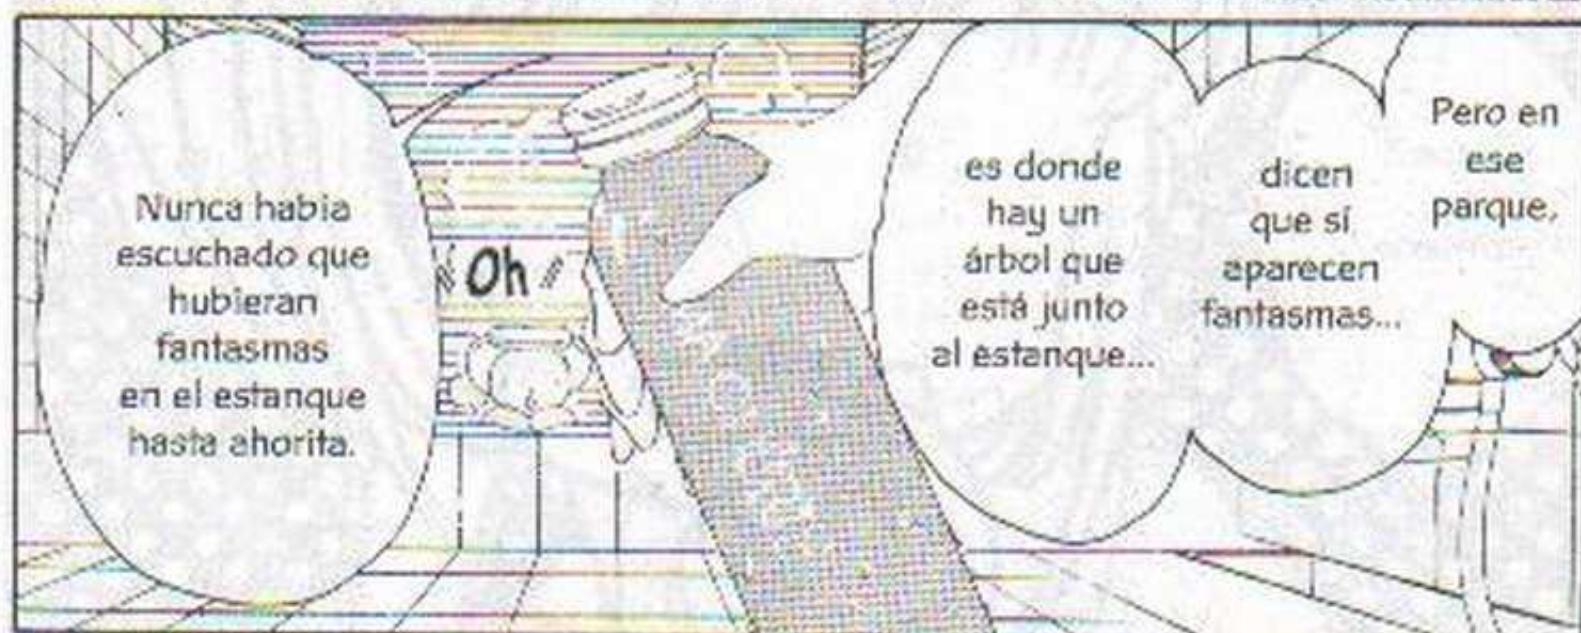 Pero en
ese
parque,
dicen
que sí
aparecen
fantasmas...
es donde
hay un
árbol que
está junto
al estanque...
Oh
Nunca había
escuchado que
hubieran
fantasmas
en el estanque
hasta ahorita.